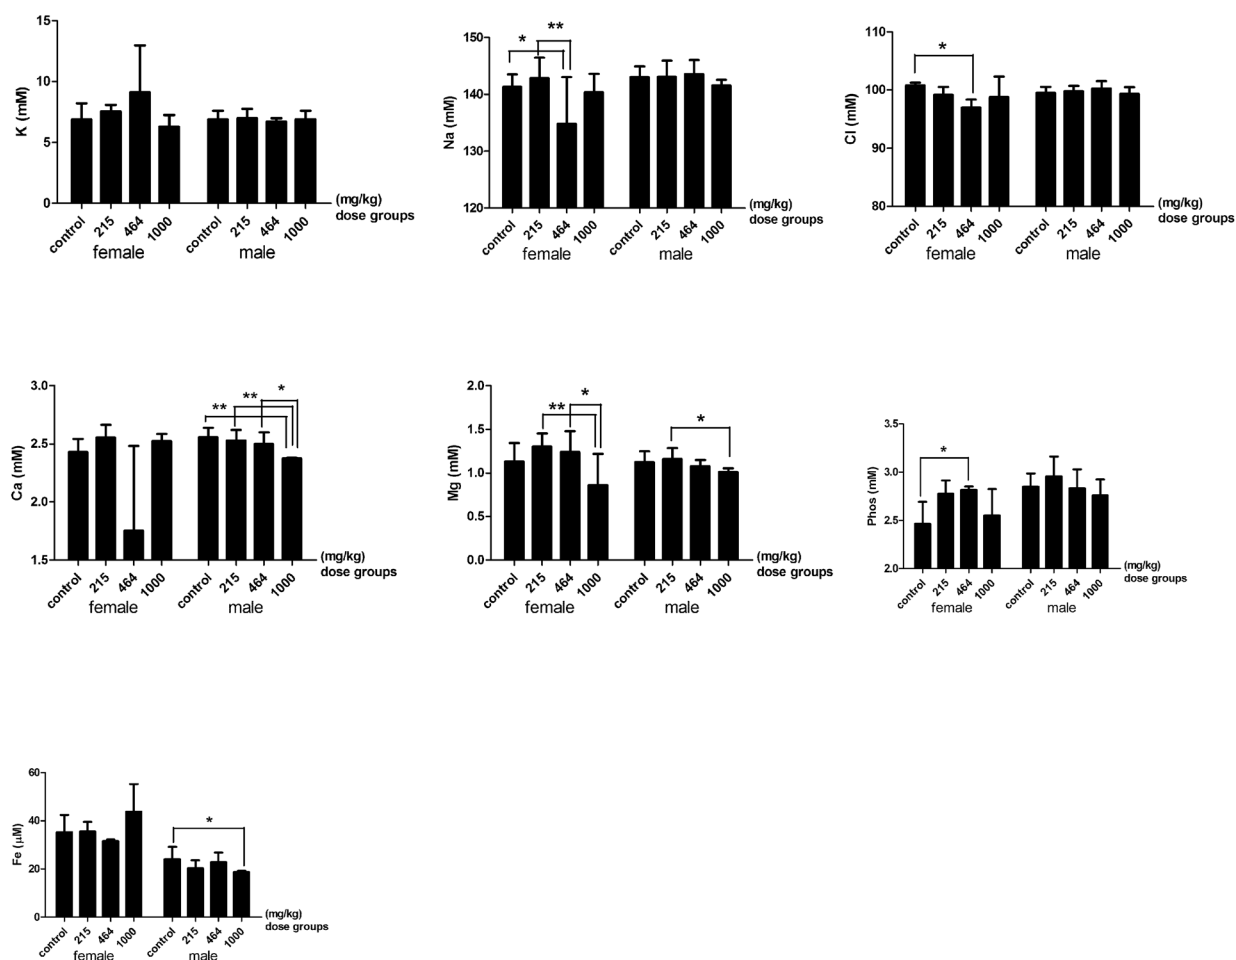 K (mM)
15
10
5
0
control 215 464 1000 control 215 464 1000
female male
(mg/kg)
dose groups
Na (mM)
150
140
130
120
* **
control 215 464 1000 control 215 464 1000
female male
(mg/kg)
dose groups
Cl (mM)
110
100
90
80
*
control 215 464 1000 control 215 464 1000
female male
(mg/kg)
dose groups
Ca (mM)
3.0
2.5
2.0
1.5
** ** *
control 215 464 1000 control 215 464 1000
female male
(mg/kg)
dose groups
Mg (mM)
2.0
1.5
1.0
0.5
0.0
** * *
control 215 464 1000 control 215 464 1000
female male
(mg/kg)
dose groups
Phos (mM)
3.5
3.0
2.5
2.0
*
control 215 464 1000 control 215 464 1000
female male
(mg/kg)
dose groups
Fe (μM)
60
40
20
0
*
control 215 464 1000 control 215 464 1000
female male
(mg/kg)
dose groups